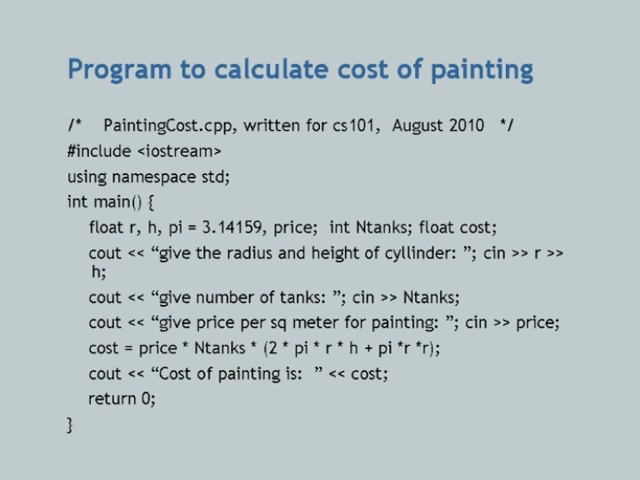 Program to calculate cost of painting
/* PaintingCost.cpp, written for cs101, August 2010 */
#include <iostream>
using namespace std;
int main() {
float r, h, pi = 3.14159, price; int Ntanks; float cost;
cout << “give the radius and height of cyllinder: ”; cin >> r >>
h;
cout << “give number of tanks: ”; cin >> Ntanks;
cout << “give price per sq meter for painting: ”; cin >> price;
cost = price * Ntanks * (2 * pi * r * h + pi *r *r);
cout << “Cost of painting is: ” << cost;
return 0;
}